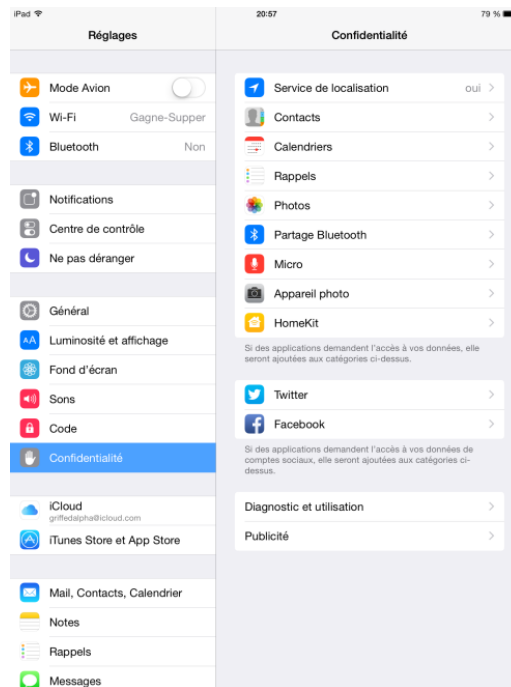 iPad 20:57 79 %
Réglages
Mode Avion
Wi-Fi Gagne-Supper
Bluetooth Non
Notifications
Centre de contrôle
Ne pas déranger
Général
AA Luminosité et affichage
Fond d'écran
Sons
Code
Confidentialité
iCloud
griffedalpha@icloud.com
iTunes Store et App Store
Mail, Contacts, Calendrier
Notes
Rappels
Messages
Confidentialité
Service de localisation oui
Contacts
Calendriers
Rappels
Photos
Partage Bluetooth
Micro
Appareil photo
HomeKit
Si des applications demandent l'accès à vos données, elle
seront ajoutées aux catégories ci-dessus.
Twitter
Facebook
Si des applications demandent l'accès à vos données de
comptes sociaux, elle seront ajoutées aux catégories ci-
dessus.
Diagnostic et utilisation
Publicité